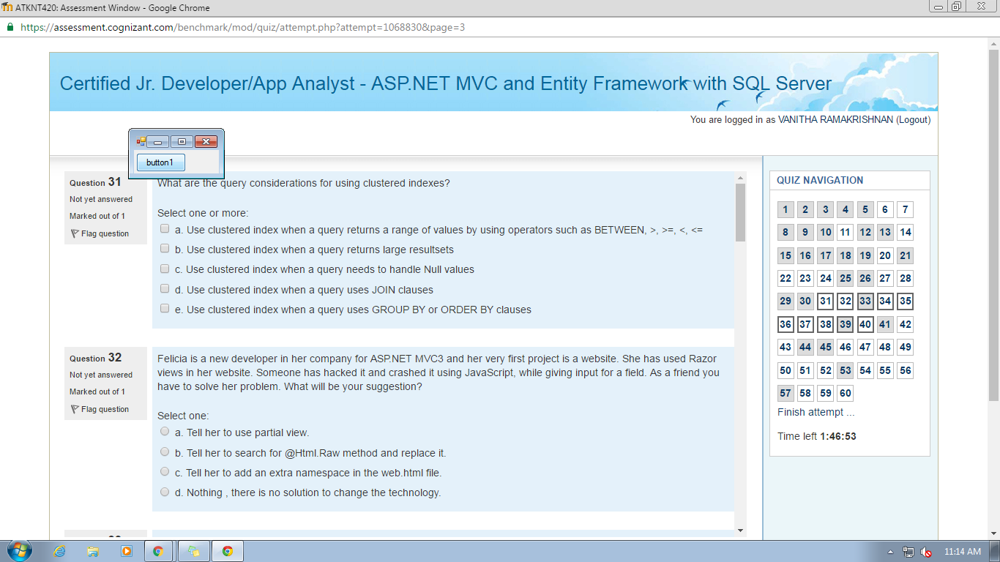 ATKNT420: Assessment Window - Google Chrome
https://assessment.cognizant.com/benchmark/mod/quiz/attempt.php?attempt=1068830&page=3
Certified Jr. Developer/App Analyst - ASP.NET MVC and Entity Framework with SQL Server
You are logged in as VANITHA RAMAKRISHNAN (Logout)
button1
Question 31
Not yet answered
Marked out of 1
Flag question
What are the query considerations for using clustered indexes?
Select one or more:
a. Use clustered index when a query returns a range of values by using operators such as BETWEEN, >, >=, <, <=
b. Use clustered index when a query returns large resultsets
c. Use clustered index when a query needs to handle Null values
d. Use clustered index when a query uses JOIN clauses
e. Use clustered index when a query uses GROUP BY or ORDER BY clauses
Question 32
Not yet answered
Marked out of 1
Flag question
Felicia is a new developer in her company for ASP.NET MVC3 and her very first project is a website. She has used Razor
views in her website. Someone has hacked it and crashed it using JavaScript, while giving input for a field. As a friend you
have to solve her problem. What will be your suggestion?
Select one:
a. Tell her to use partial view.
b. Tell her to search for @Html.Raw method and replace it.
c. Tell her to add an extra namespace in the web.html file.
d. Nothing , there is no solution to change the technology.
QUIZ NAVIGATION
1 2 3 4 5 6 7
8 9 10 11 12 13 14
15 16 17 18 19 20 21
22 23 24 25 26 27 28
29 30 31 32 33 34 35
36 37 38 39 40 41 42
43 44 45 46 47 48 49
50 51 52 53 54 55 56
57 58 59 60
Finish attempt ...
Time left 1:46:53
11:14 AM